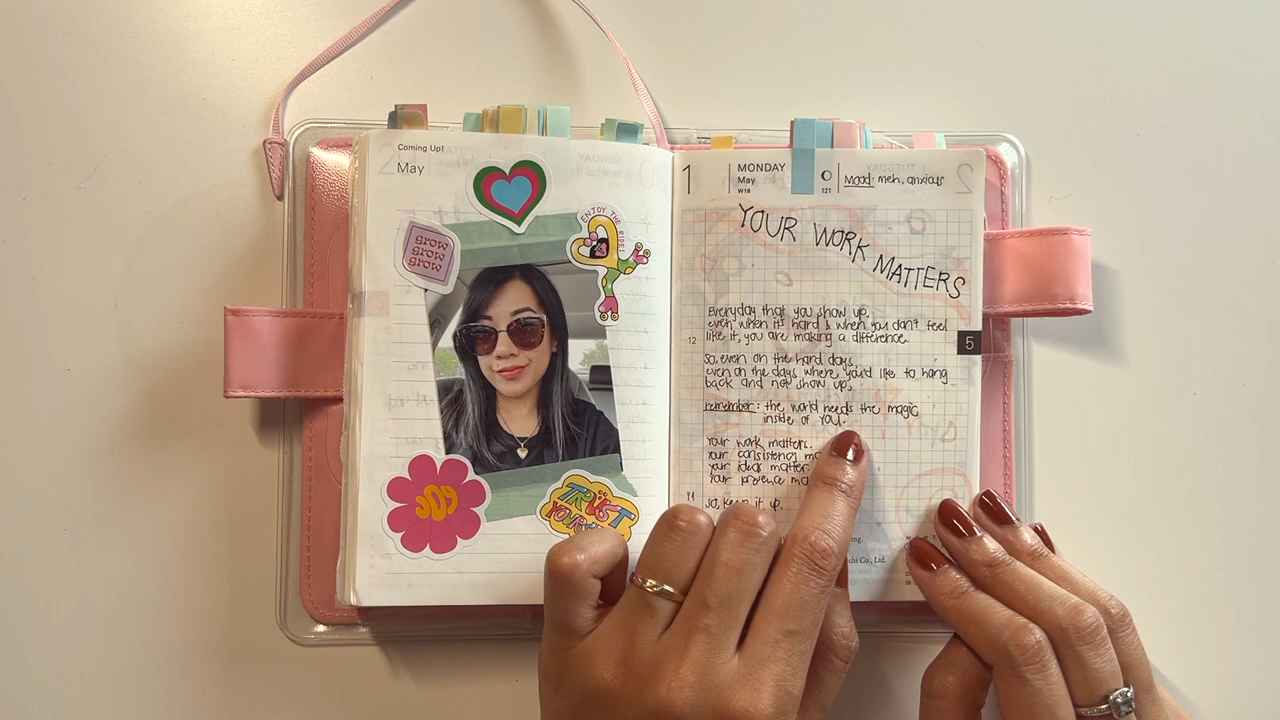 Coming Up!
May
grow
grow
grow
ENJOY THE RIDE!
JOY
TRUST
1
MONDAY
May
W18
121
Mood: meh, anxious
YOUR WORK MATTERS
Everyday that you show up,
even when it's hard & when you don't feel
like it, you are making a difference.
12
So, even on the hard days,
even on the days where you'd like to hang
back and not show up,
remember: the world needs the magic
inside of YOU.
Your work matters.
Your consistency
Your ideas matter.
Your presence
So, keep it up.
5
Co., Ltd.